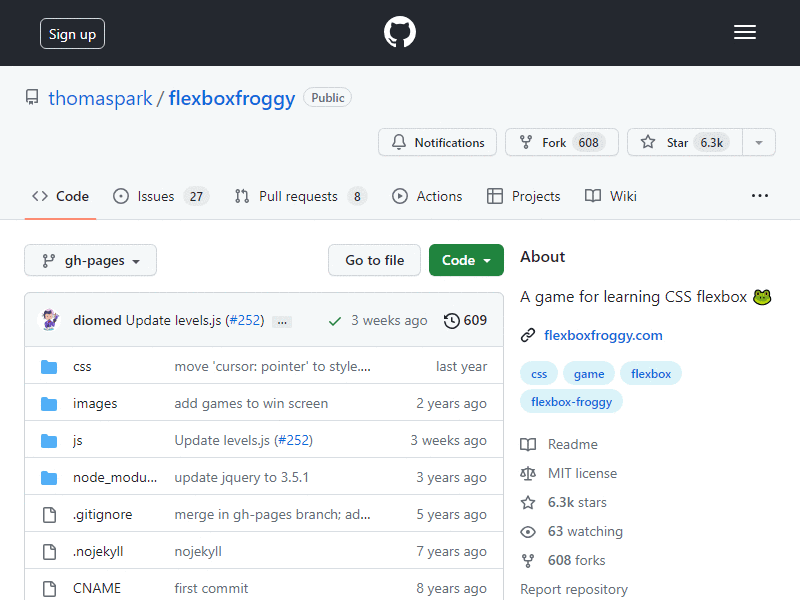 Sign up
thomaspark / flexboxfroggy Public
Notifications Fork 608 Star 6.3k
Code Issues 27 Pull requests 8 Actions Projects Wiki
gh-pages Go to file Code
diomed Update levels.js (#252) ... 3 weeks ago 609
css move 'cursor: pointer' to style.... last year
images add games to win screen 2 years ago
js Update levels.js (#252) 3 weeks ago
node_modu... update jquery to 3.5.1 3 years ago
.gitignore merge in gh-pages branch; ad... 5 years ago
.nojekyll nojekyll 7 years ago
CNAME first commit 8 years ago
About
A game for learning CSS flexbox 🐸
flexboxfroggy.com
css game flexbox
flexbox-froggy
Readme
MIT license
6.3k stars
63 watching
608 forks
Report repository